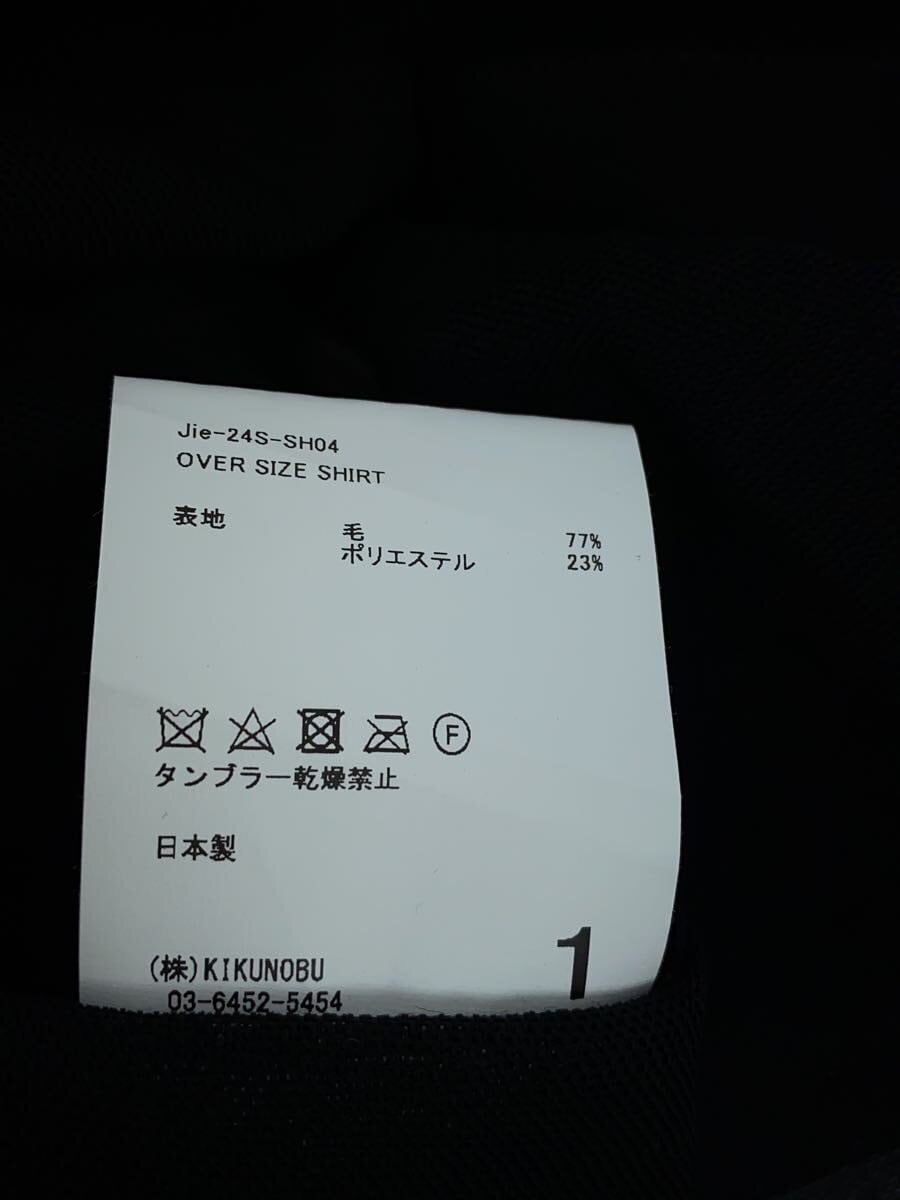 Jie-24S-SH04
OVER SIZE SHIRT
表地 毛 77%
ポリエステル 23%
F
タンブラー乾燥禁止
日本製
1
(株)KIKUNOBU
03-6452-5454